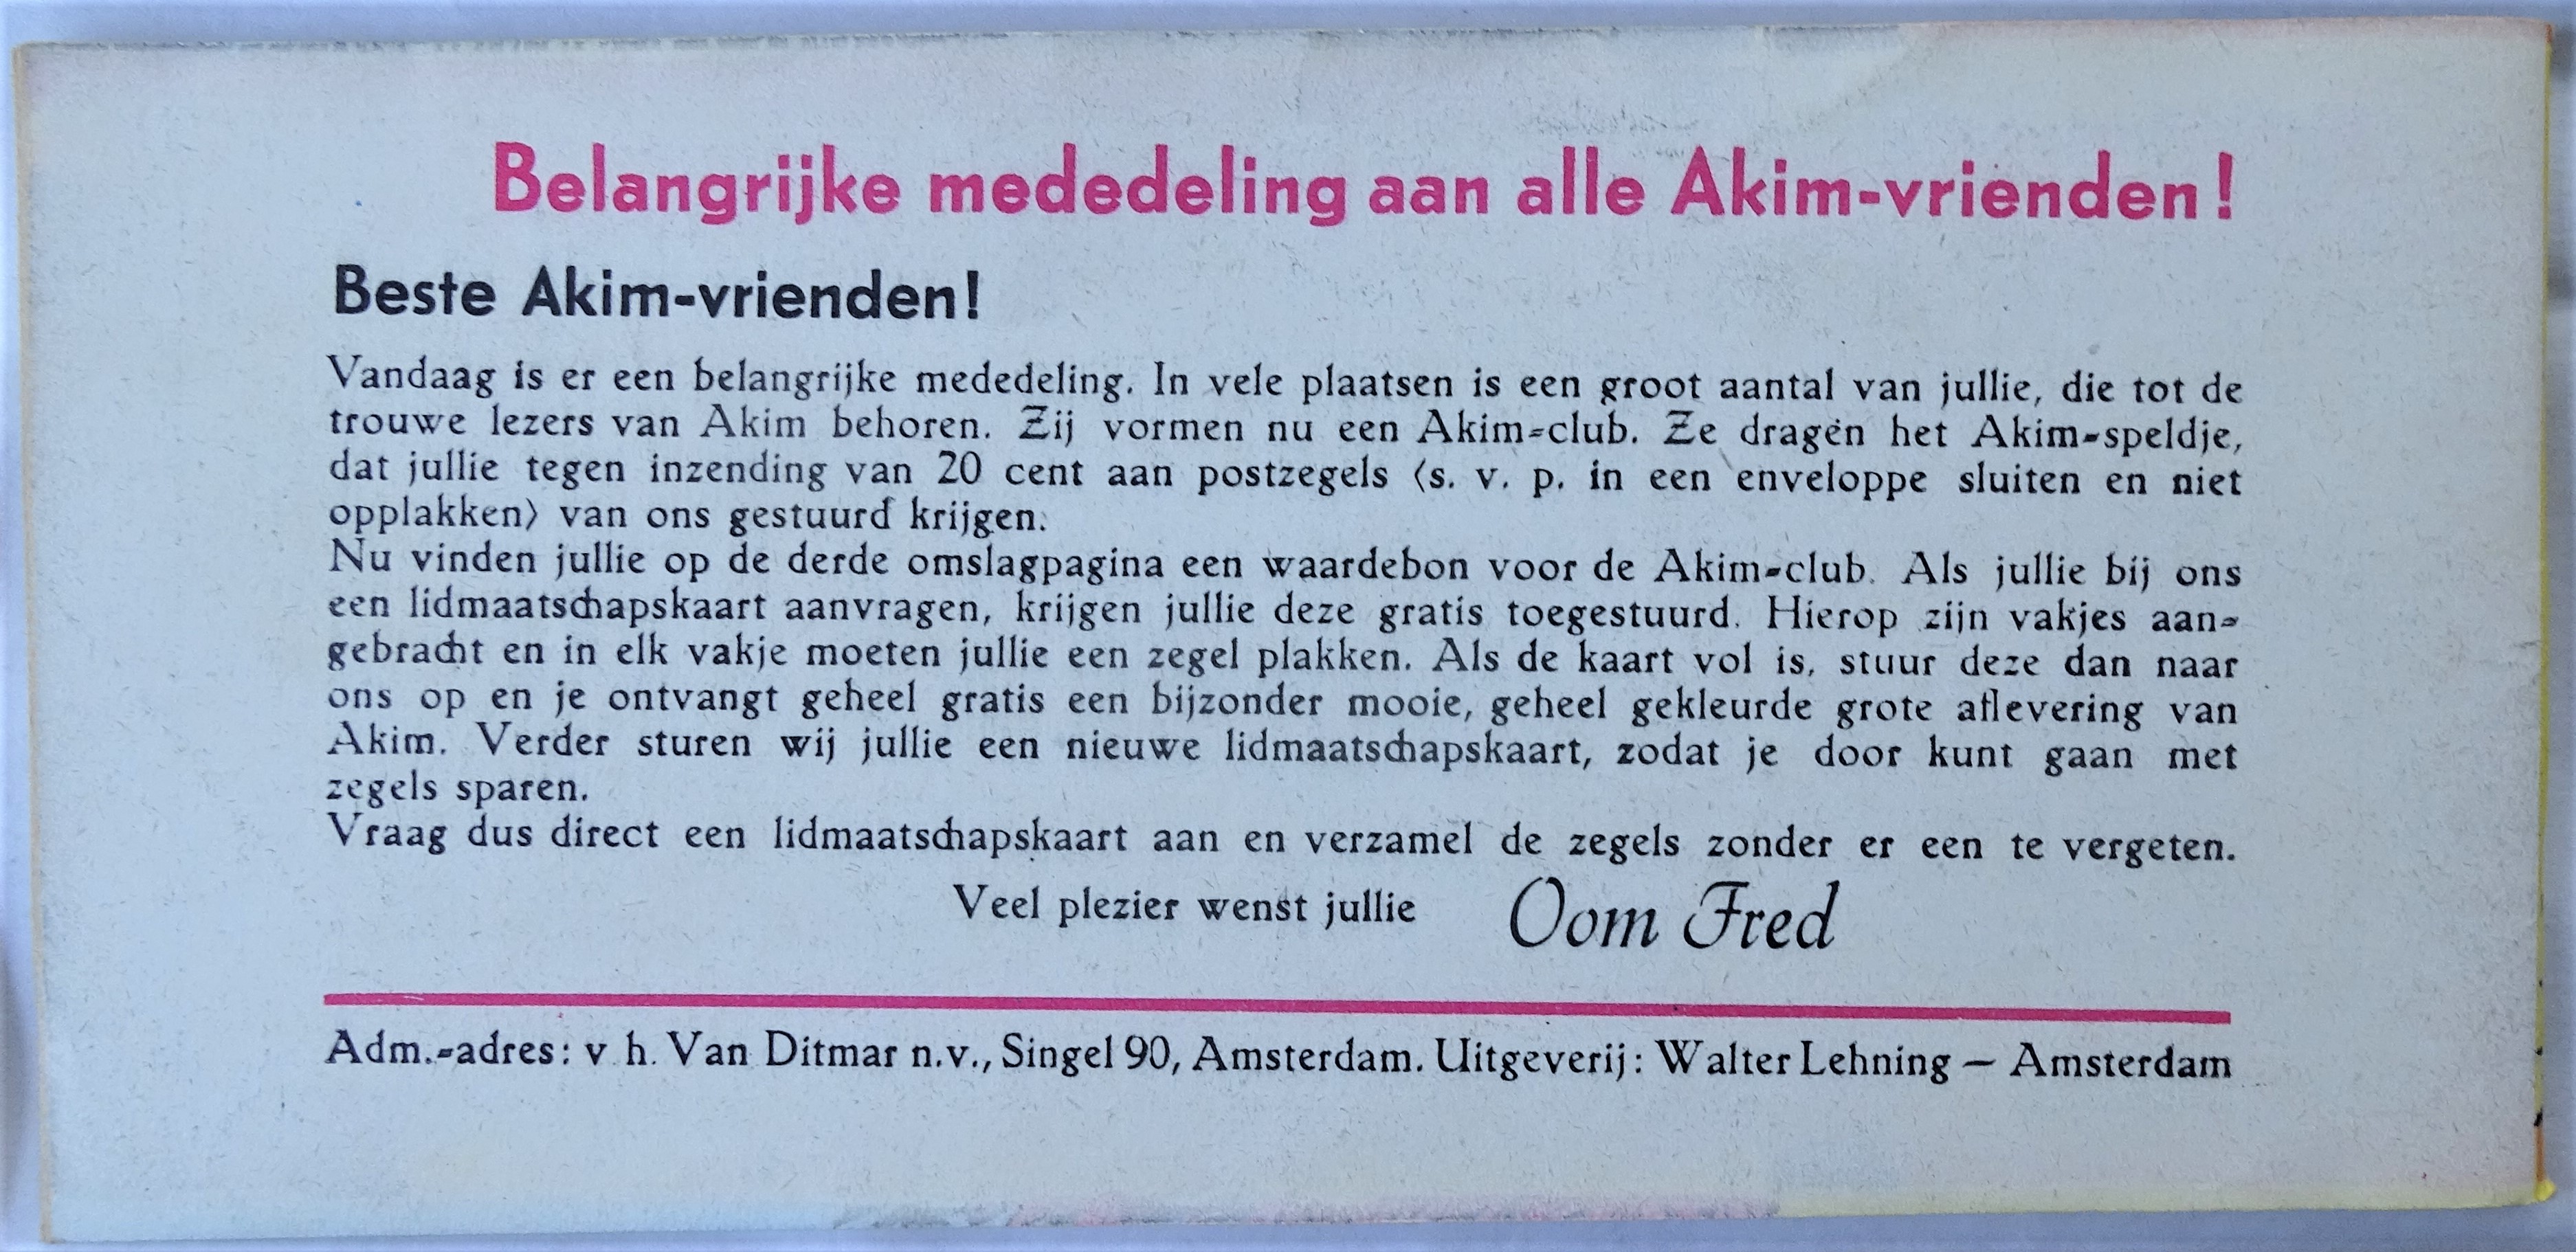 Belangrijke mededeling aan alle Akim-vrienden!
Beste Akim-vrienden!
Vandaag is er een belangrijke mededeling. In vele plaatsen is een groot aantal van jullie, die tot de
trouwe lezers van Akim behoren. Zij vormen nu een Akim-club. Ze dragen het Akim-speldje,
dat jullie tegen inzending van 20 cent aan postzegels (s. v. p. in een enveloppe sluiten en niet
opplakken) van ons gestuurd krijgen.
Nu vinden jullie op de derde omslagpagina een waardebon voor de Akim-club. Als jullie bij ons
een lidmaatschapskaart aanvragen, krijgen jullie deze gratis toegestuurd. Hierop zijn vakjes aan-
gebracht en in elk vakje moeten jullie een zegel plakken. Als de kaart vol is, stuur deze dan naar
ons op en je ontvangt geheel gratis een bijzonder mooie, geheel gekleurde grote aflevering van
Akim. Verder sturen wij jullie een nieuwe lidmaatschapskaart, zodat je door kunt gaan met
zegels sparen.
Vraag dus direct een lidmaatschapskaart aan en verzamel de zegels zonder er een te vergeten.
Veel plezier wenst jullie Oom Fred
Adm.-adres: v h. Van Ditmar n.v., Singel 90, Amsterdam. Uitgeverij: Walter Lehning — Amsterdam